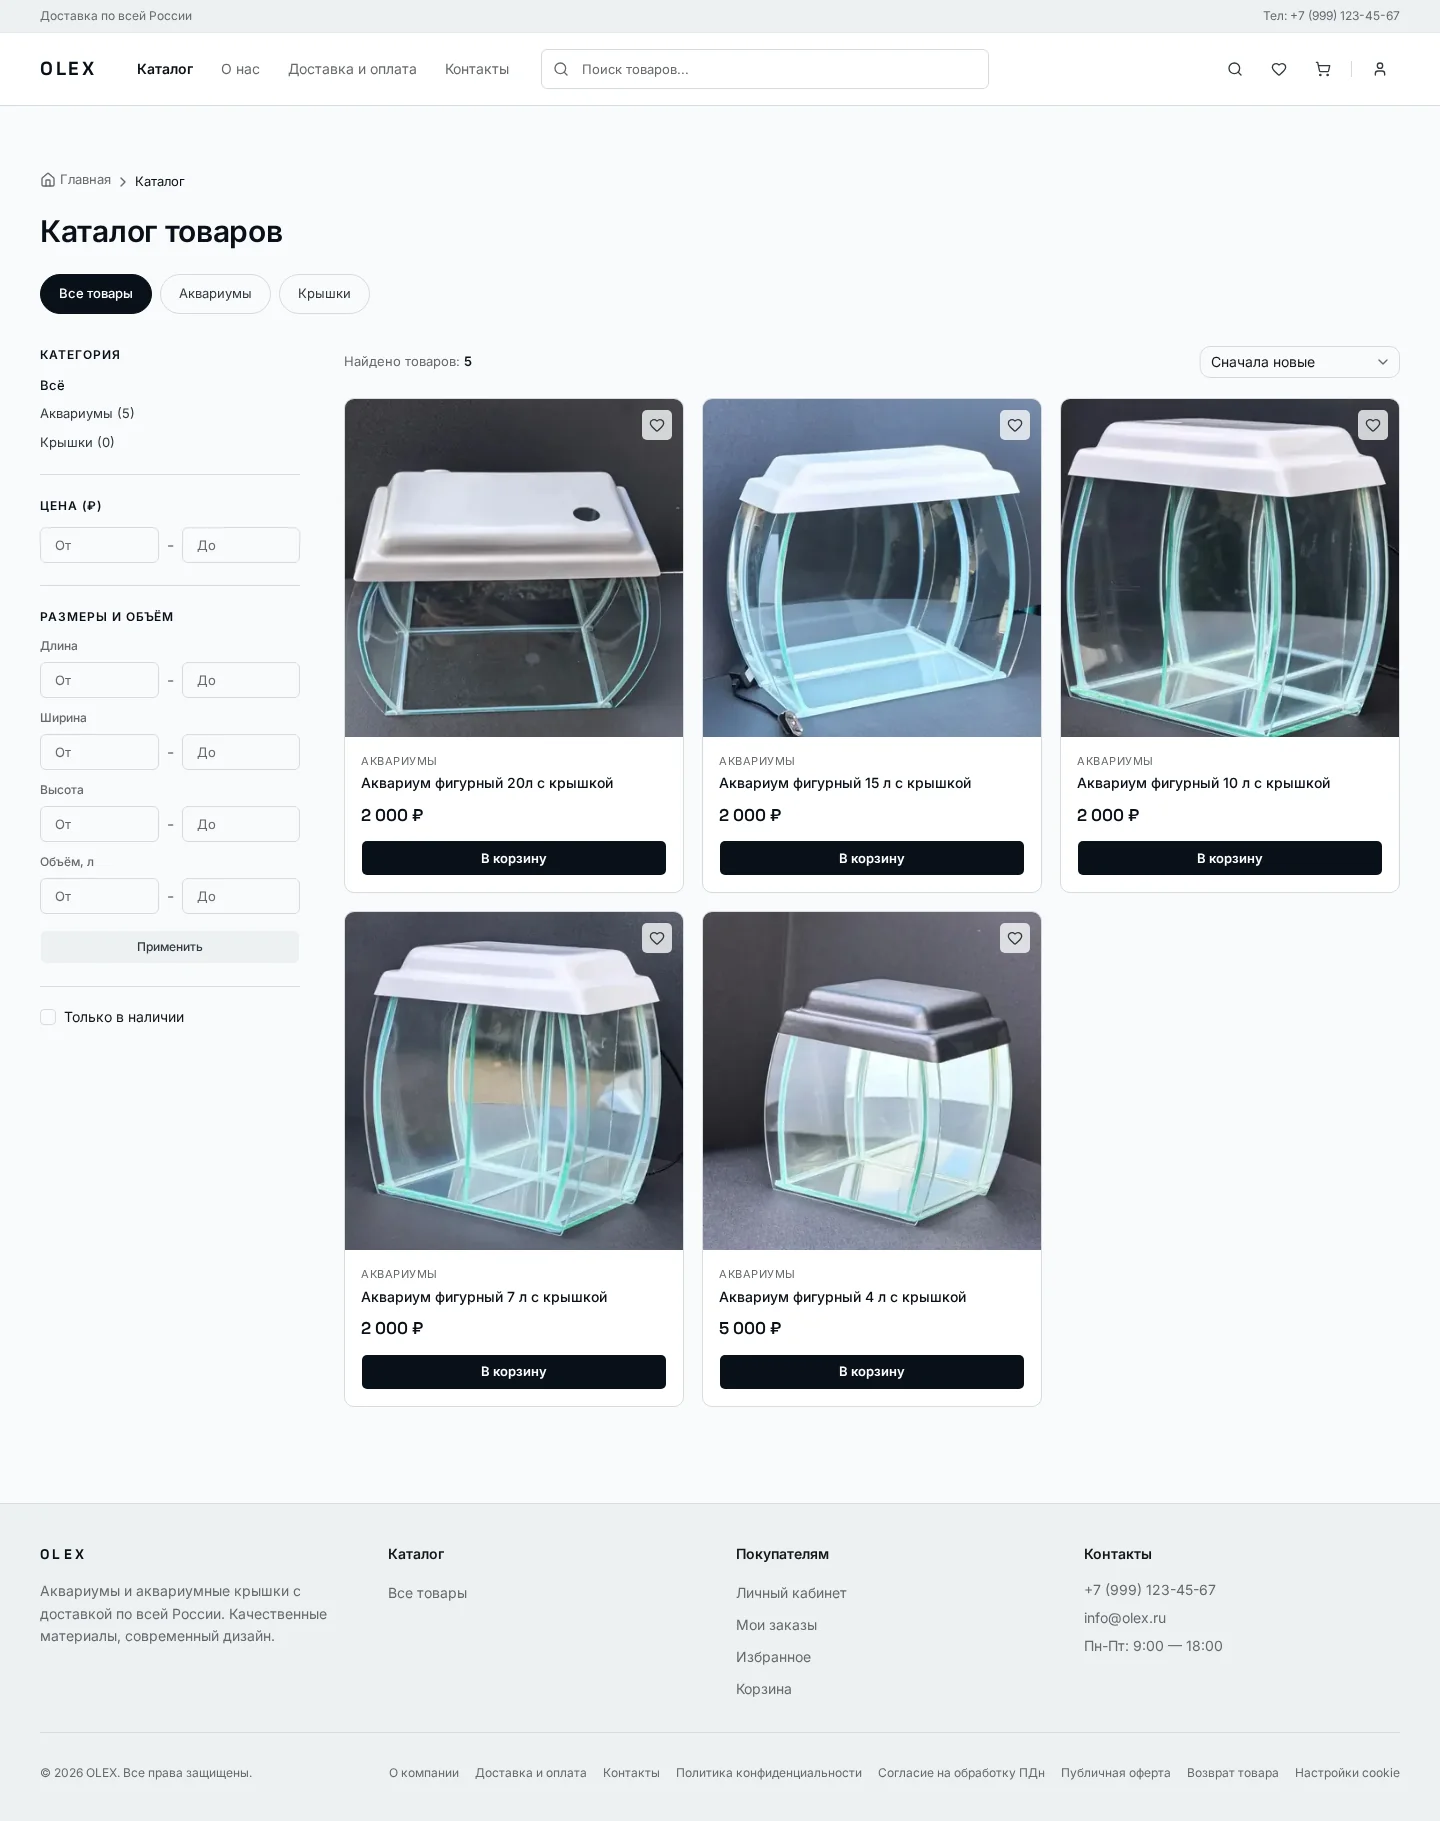 Доставка по всей России
Тел: +7 (999) 123-45-67
OLEX
Каталог
О нас
Доставка и оплата
Контакты
Поиск товаров...
Главная
Каталог
Каталог товаров
Все товары
Аквариумы
Крышки
КАТЕГОРИЯ
Всё
Аквариумы (5)
Крышки (0)
ЦЕНА (₽)
От - До
РАЗМЕРЫ И ОБЪЁМ
Длина
От - До
Ширина
От - До
Высота
От - До
Объём, л
От - До
Применить
Только в наличии
Найдено товаров: 5
Сначала новые
АКВАРИУМЫ
Аквариум фигурный 20л с крышкой
2 000 ₽
В корзину
АКВАРИУМЫ
Аквариум фигурный 15 л с крышкой
2 000 ₽
В корзину
АКВАРИУМЫ
Аквариум фигурный 10 л с крышкой
2 000 ₽
В корзину
АКВАРИУМЫ
Аквариум фигурный 7 л с крышкой
2 000 ₽
В корзину
АКВАРИУМЫ
Аквариум фигурный 4 л с крышкой
5 000 ₽
В корзину
OLEX
Аквариумы и аквариумные крышки с
доставкой по всей России. Качественные
материалы, современный дизайн.
Каталог
Все товары
Покупателям
Личный кабинет
Мои заказы
Избранное
Корзина
Контакты
+7 (999) 123-45-67
info@olex.ru
Пн-Пт: 9:00 — 18:00
© 2026 OLEX. Все права защищены.
О компании
Доставка и оплата
Контакты
Политика конфиденциальности
Согласие на обработку ПДн
Публичная оферта
Возврат товара
Настройки cookie